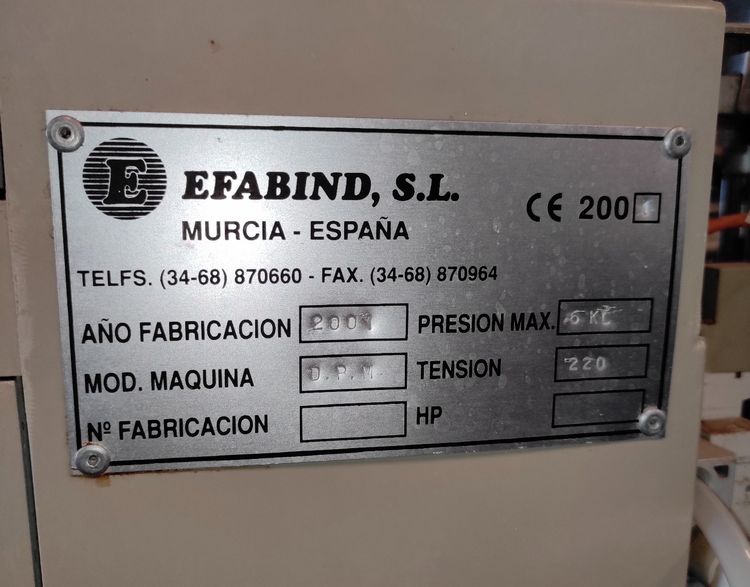 E EFABIND, S.L.
CE 200
MURCIA - ESPAÑA
TELFS. (34-68) 870660 - FAX. (34-68) 870964
AÑO FABRICACION PRESION MAX.
MOD. MAQUINA D.P.M. TENSION 220
Nº FABRICACION HP